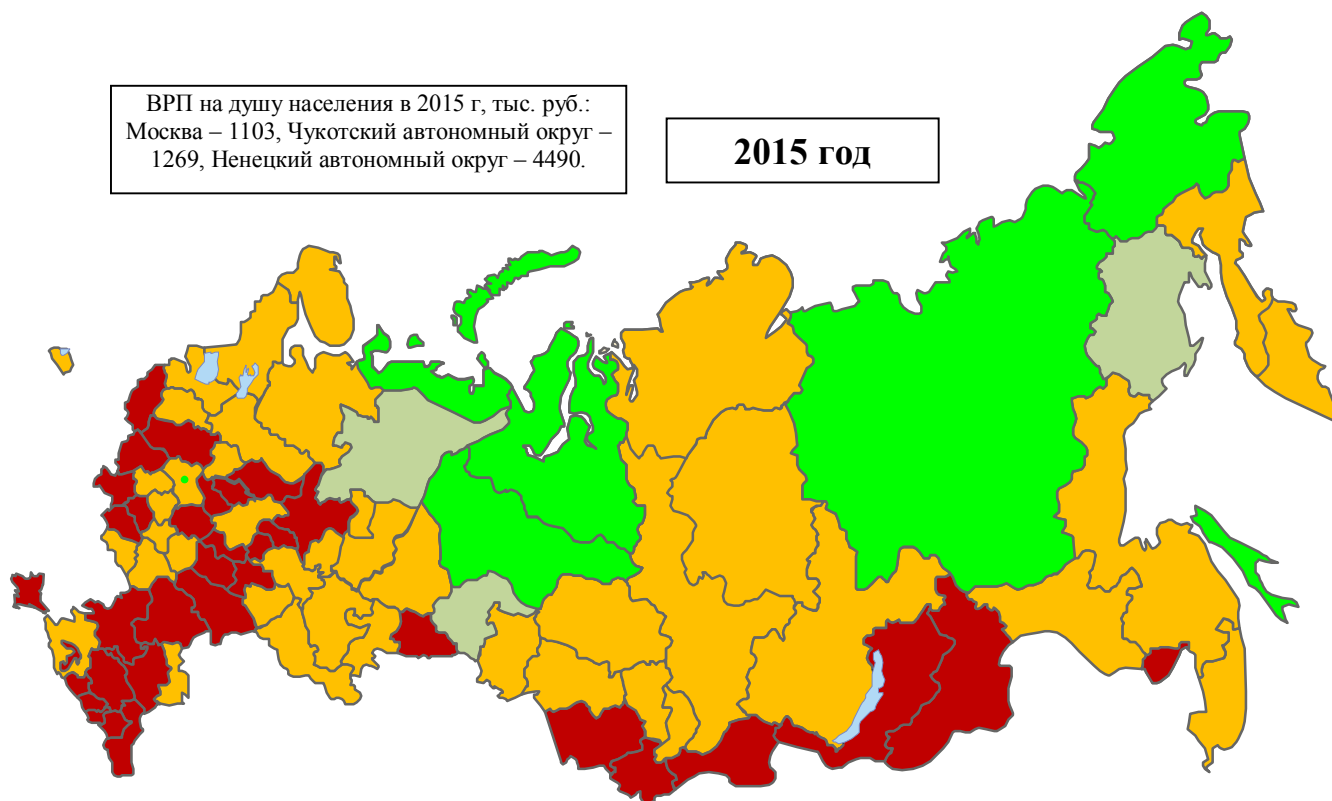 ВРП на душу населения в 2015 г, тыс. руб.:
Москва – 1103, Чукотский автономный округ –
1269, Ненецкий автономный округ – 4490.
2015 год